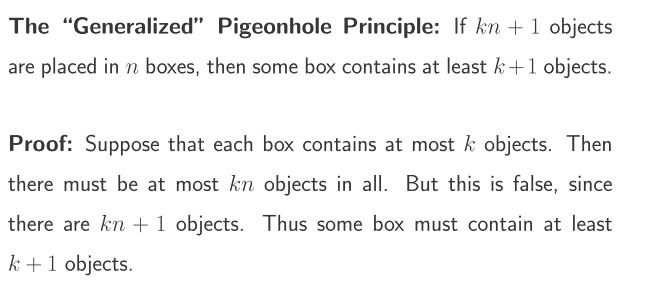 The “Generalized” Pigeonhole Principle: If kn + 1 objects
are placed in n boxes, then some box contains at least k+1 objects.
Proof: Suppose that each box contains at most k objects. Then
there must be at most kn objects in all. But this is false, since
there are kn + 1 objects. Thus some box must contain at least
k + 1 objects.